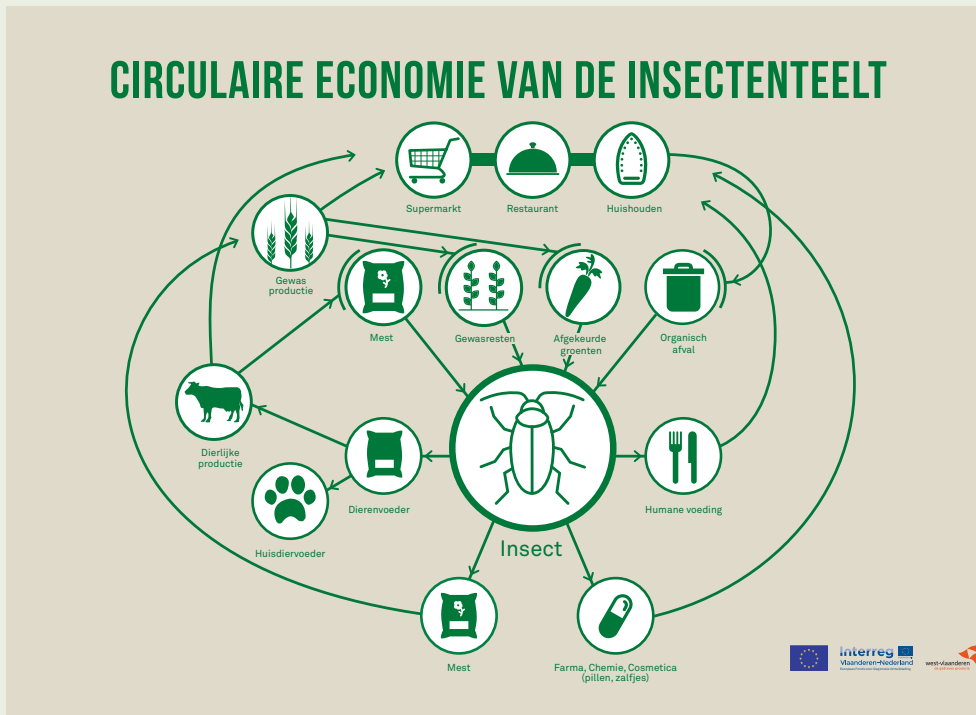 CIRCULAIRE ECONOMIE VAN DE INSECTENTEELT
Supermarkt
Restaurant
Huishouden
Gewas
productie
Mest
Gewasresten
Afgekeurde
groenten
Organisch
afval
Dierlijke
productie
Dierenvoeder
Humane voeding
Huisdiervoeder
Insect
Mest
Farma, Chemie, Cosmetica
(pillen, zalfjes)
Interreg
Vlaanderen-Nederland
west-vlaanderen